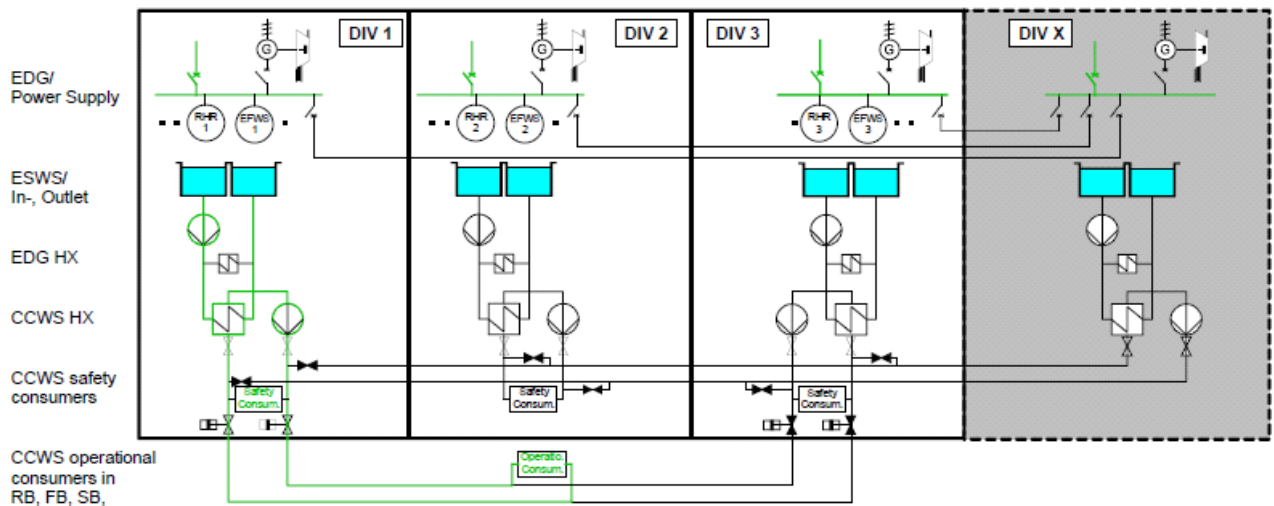 DIV 1
DIV 2
DIV 3
DIV X
G
G
G
G
EDG/
Power Supply
RHR
1
EFWS
1
RHR
2
EFWS
2
RHR
3
EFWS
3
ESWS/
In-, Outlet
EDG HX
CCWS HX
CCWS safety
consumers
Safety
Consum.
Safety
Consum.
Safety
Consum.
CCWS operational
consumers in
RB, FB, SB,
Operatio.
Consum.